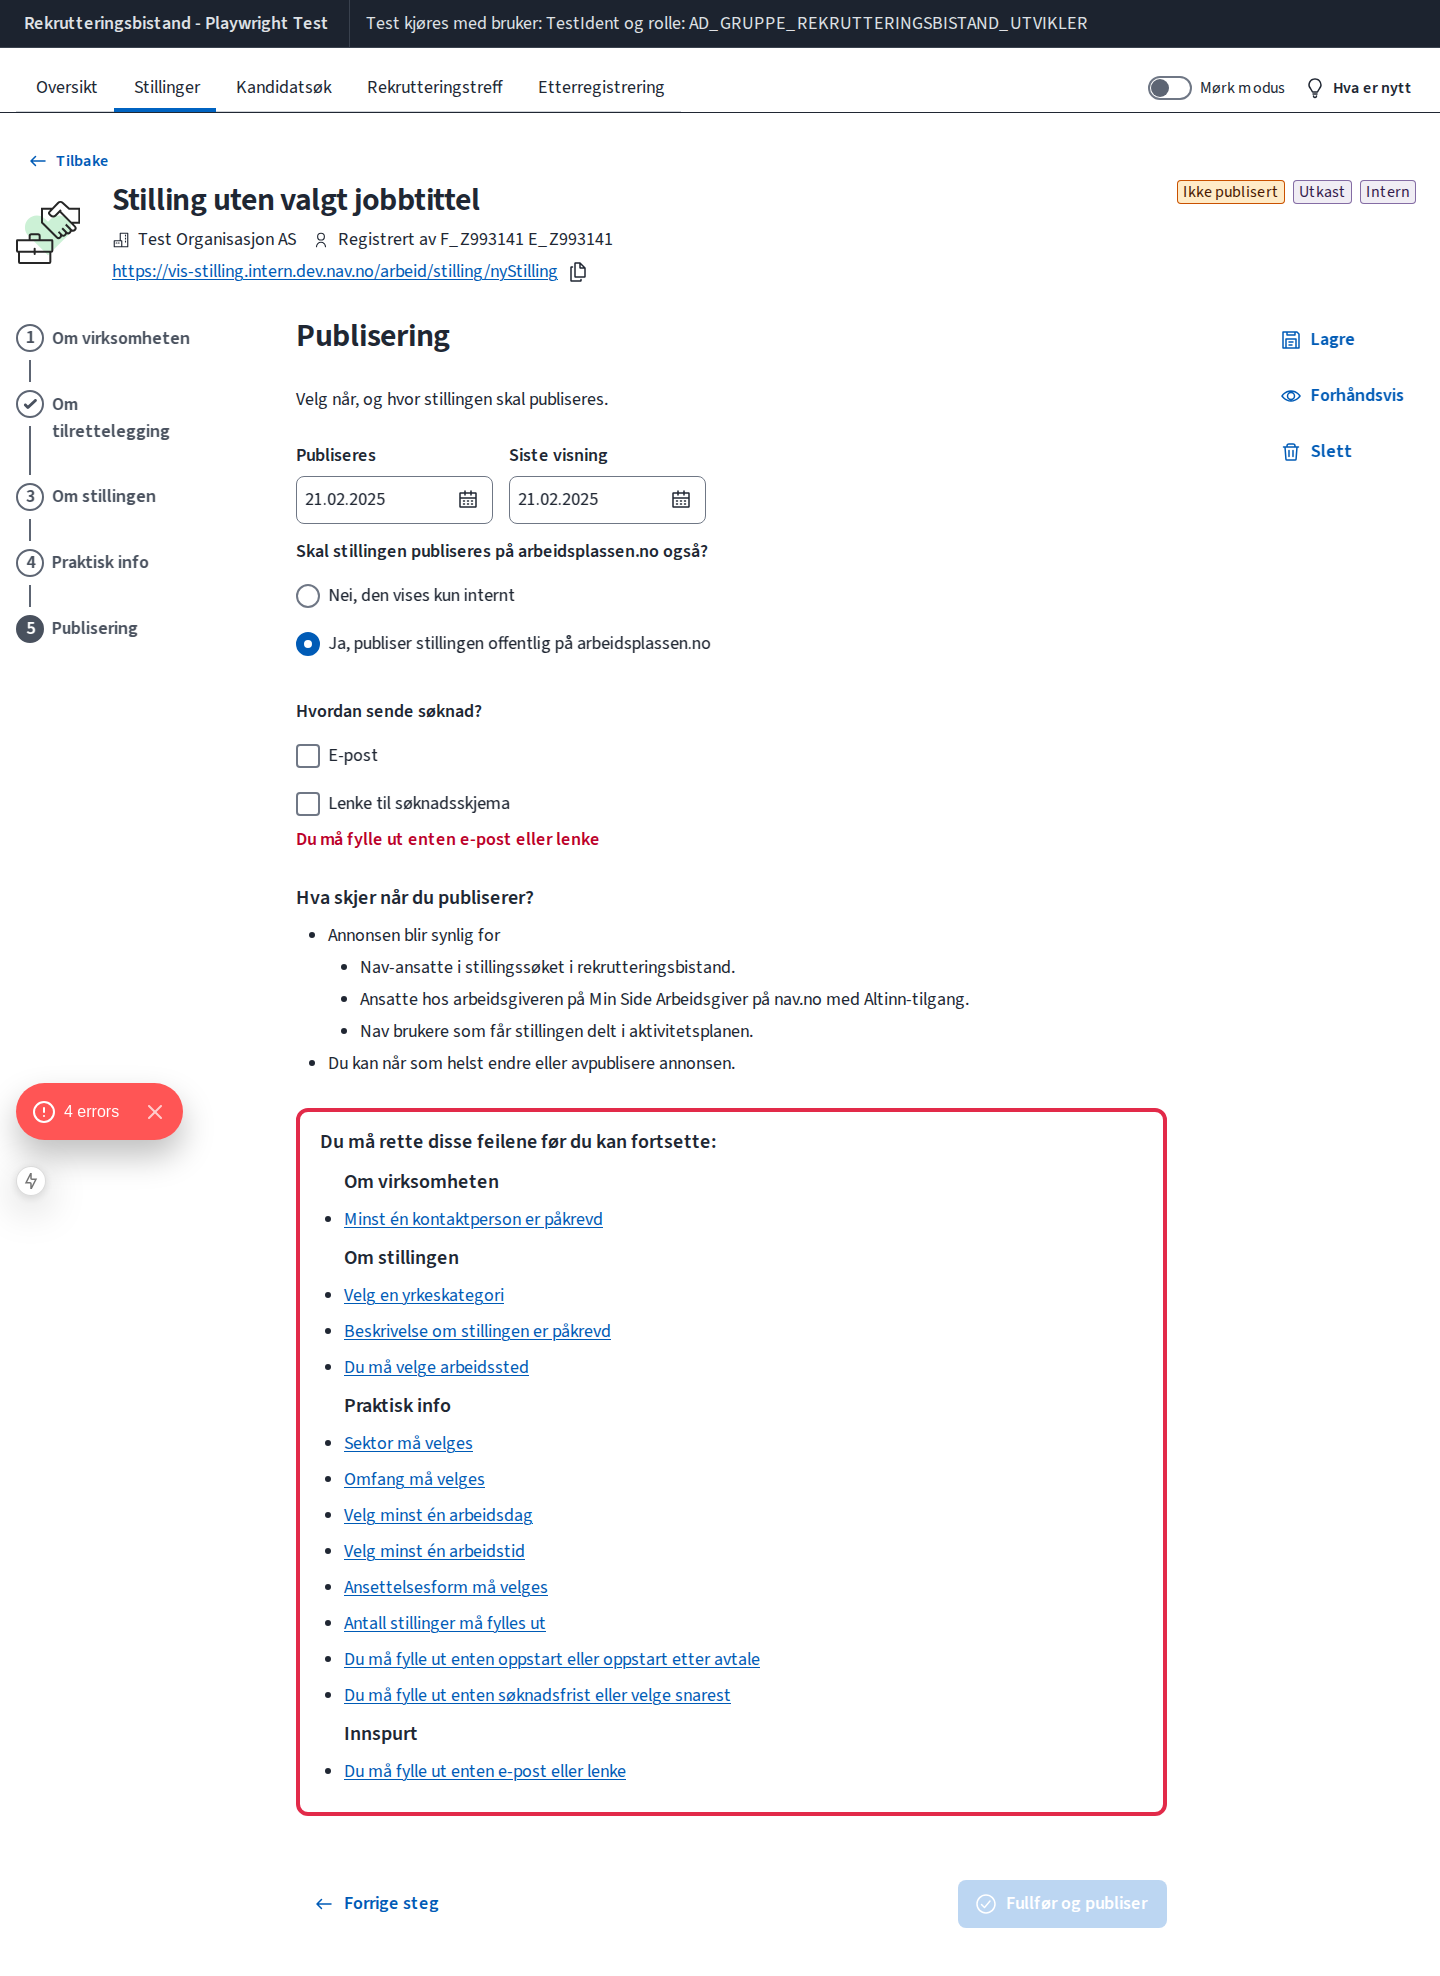 Rekrutteringsbistand - Playwright Test
Test kjøres med bruker: TestIdent og rolle: AD_GRUPPE_REKRUTTERINGSBISTAND_UTVIKLER
Oversikt
Stillinger
Kandidatsøk
Rekrutteringstreff
Etterregistrering
Mørk modus
Hva er nytt
Tilbake
Stilling uten valgt jobbtittel
Ikke publisert
Utkast
Intern
Test Organisasjon AS
Registrert av F_Z993141 E_Z993141
https://vis-stilling.intern.dev.nav.no/arbeid/stilling/nyStilling
1 Om virksomheten
Om
tilrettelegging
3 Om stillingen
4 Praktisk info
5 Publisering
Publisering
Velg når, og hvor stillingen skal publiseres.
Publiseres
Siste visning
21.02.2025
21.02.2025
Skal stillingen publiseres på arbeidsplassen.no også?
Nei, den vises kun internt
Ja, publiser stillingen offentlig på arbeidsplassen.no
Hvordan sende søknad?
E-post
Lenke til søknadsskjema
Du må fylle ut enten e-post eller lenke
Hva skjer når du publiserer?
Annonsen blir synlig for
Nav-ansatte i stillingssøket i rekrutteringsbistand.
Ansatte hos arbeidsgiveren på Min Side Arbeidsgiver på nav.no med Altinn-tilgang.
Nav brukere som får stillingen delt i aktivitetsplanen.
Du kan når som helst endre eller avpublisere annonsen.
Lagre
Forhåndsvis
Slett
4 errors
Du må rette disse feilene før du kan fortsette:
Om virksomheten
Minst én kontaktperson er påkrevd
Om stillingen
Velg en yrkeskategori
Beskrivelse om stillingen er påkrevd
Du må velge arbeidssted
Praktisk info
Sektor må velges
Omfang må velges
Velg minst én arbeidsdag
Velg minst én arbeidstid
Ansettelsesform må velges
Antall stillinger må fylles ut
Du må fylle ut enten oppstart eller oppstart etter avtale
Du må fylle ut enten søknadsfrist eller velge snarest
Innspurt
Du må fylle ut enten e-post eller lenke
Forrige steg
Fullfør og publiser